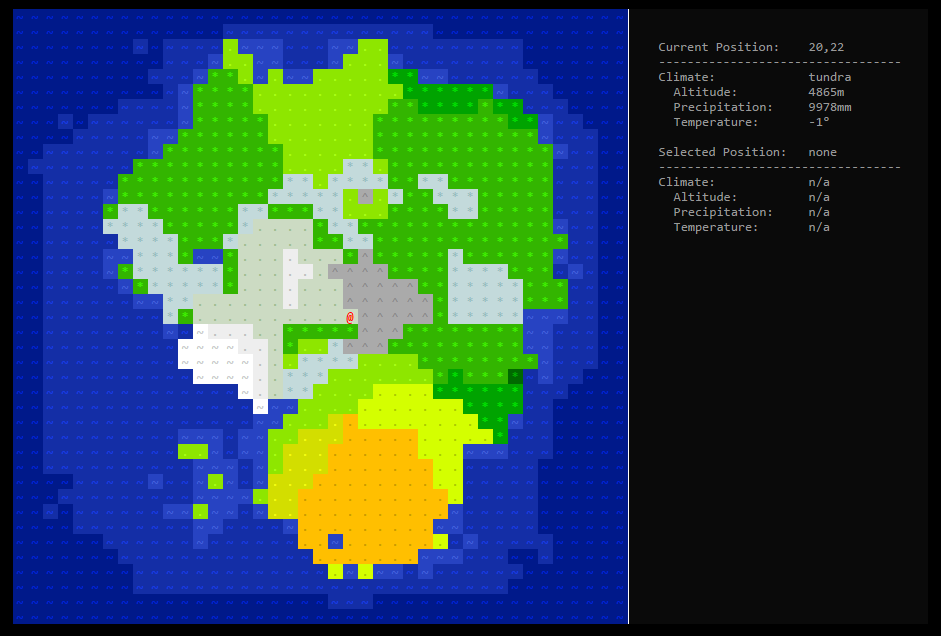 Current Position: 20,22
---------------------------------
Climate: tundra
Altitude: 4865m
Precipitation: 9978mm
Temperature: -1°
Selected Position: none
---------------------------------
Climate: n/a
Altitude: n/a
Precipitation: n/a
Temperature: n/a